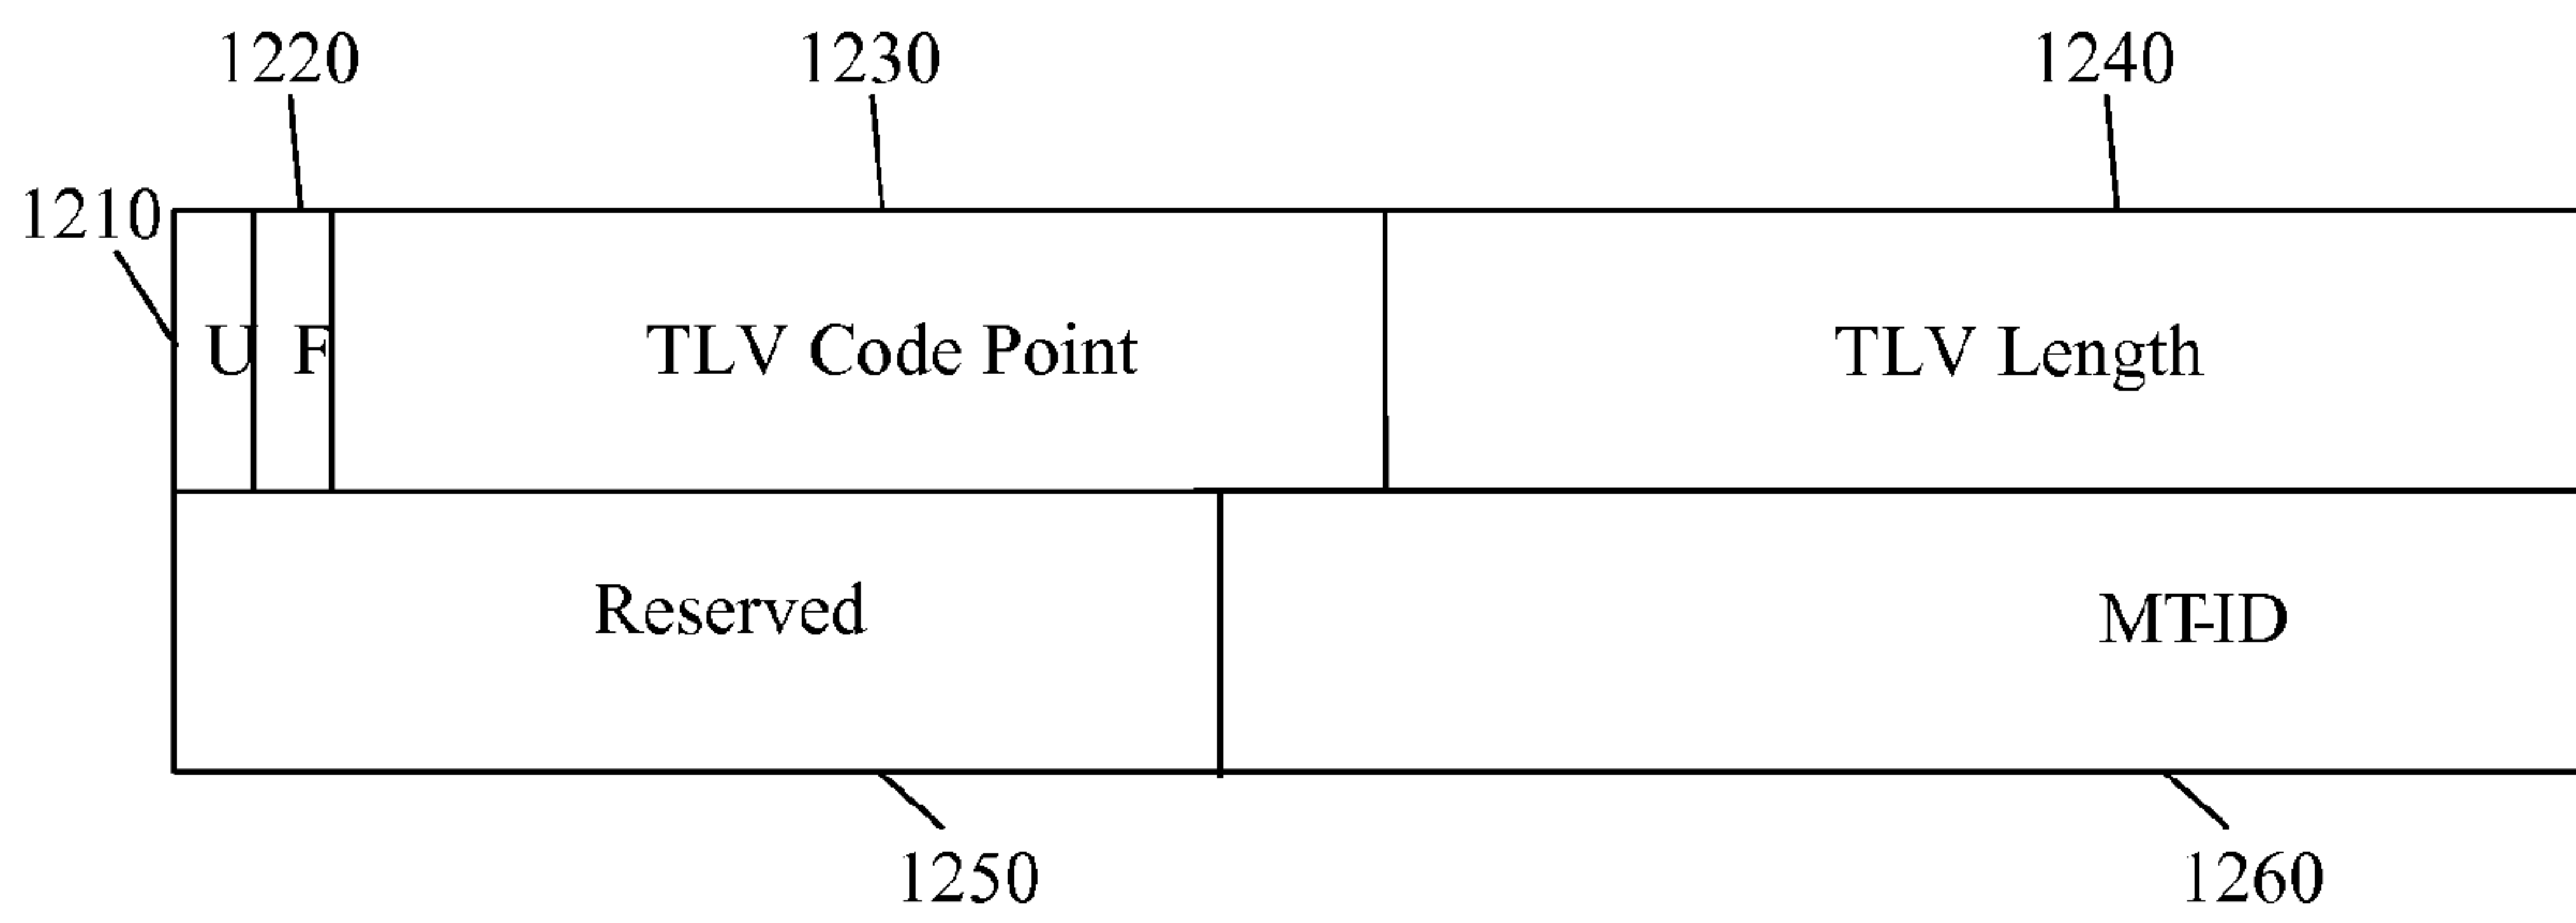 1220 1230 1240
1210
U F TLV Code Point TLV Length
Reserved MT-ID
1250 1260